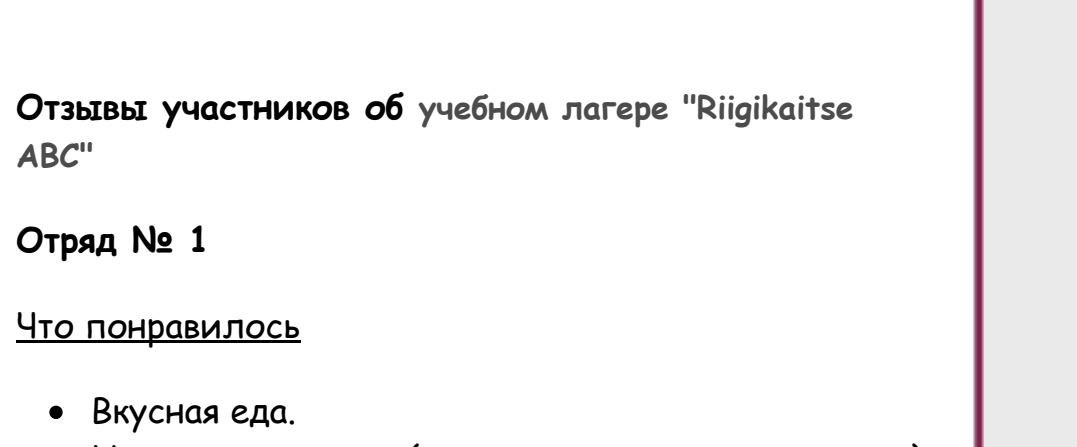 Отзывы участников об учебном лагере "Riigikaitse
ABC"
Отряд № 1
Что понравилось
• Вкусная еда.